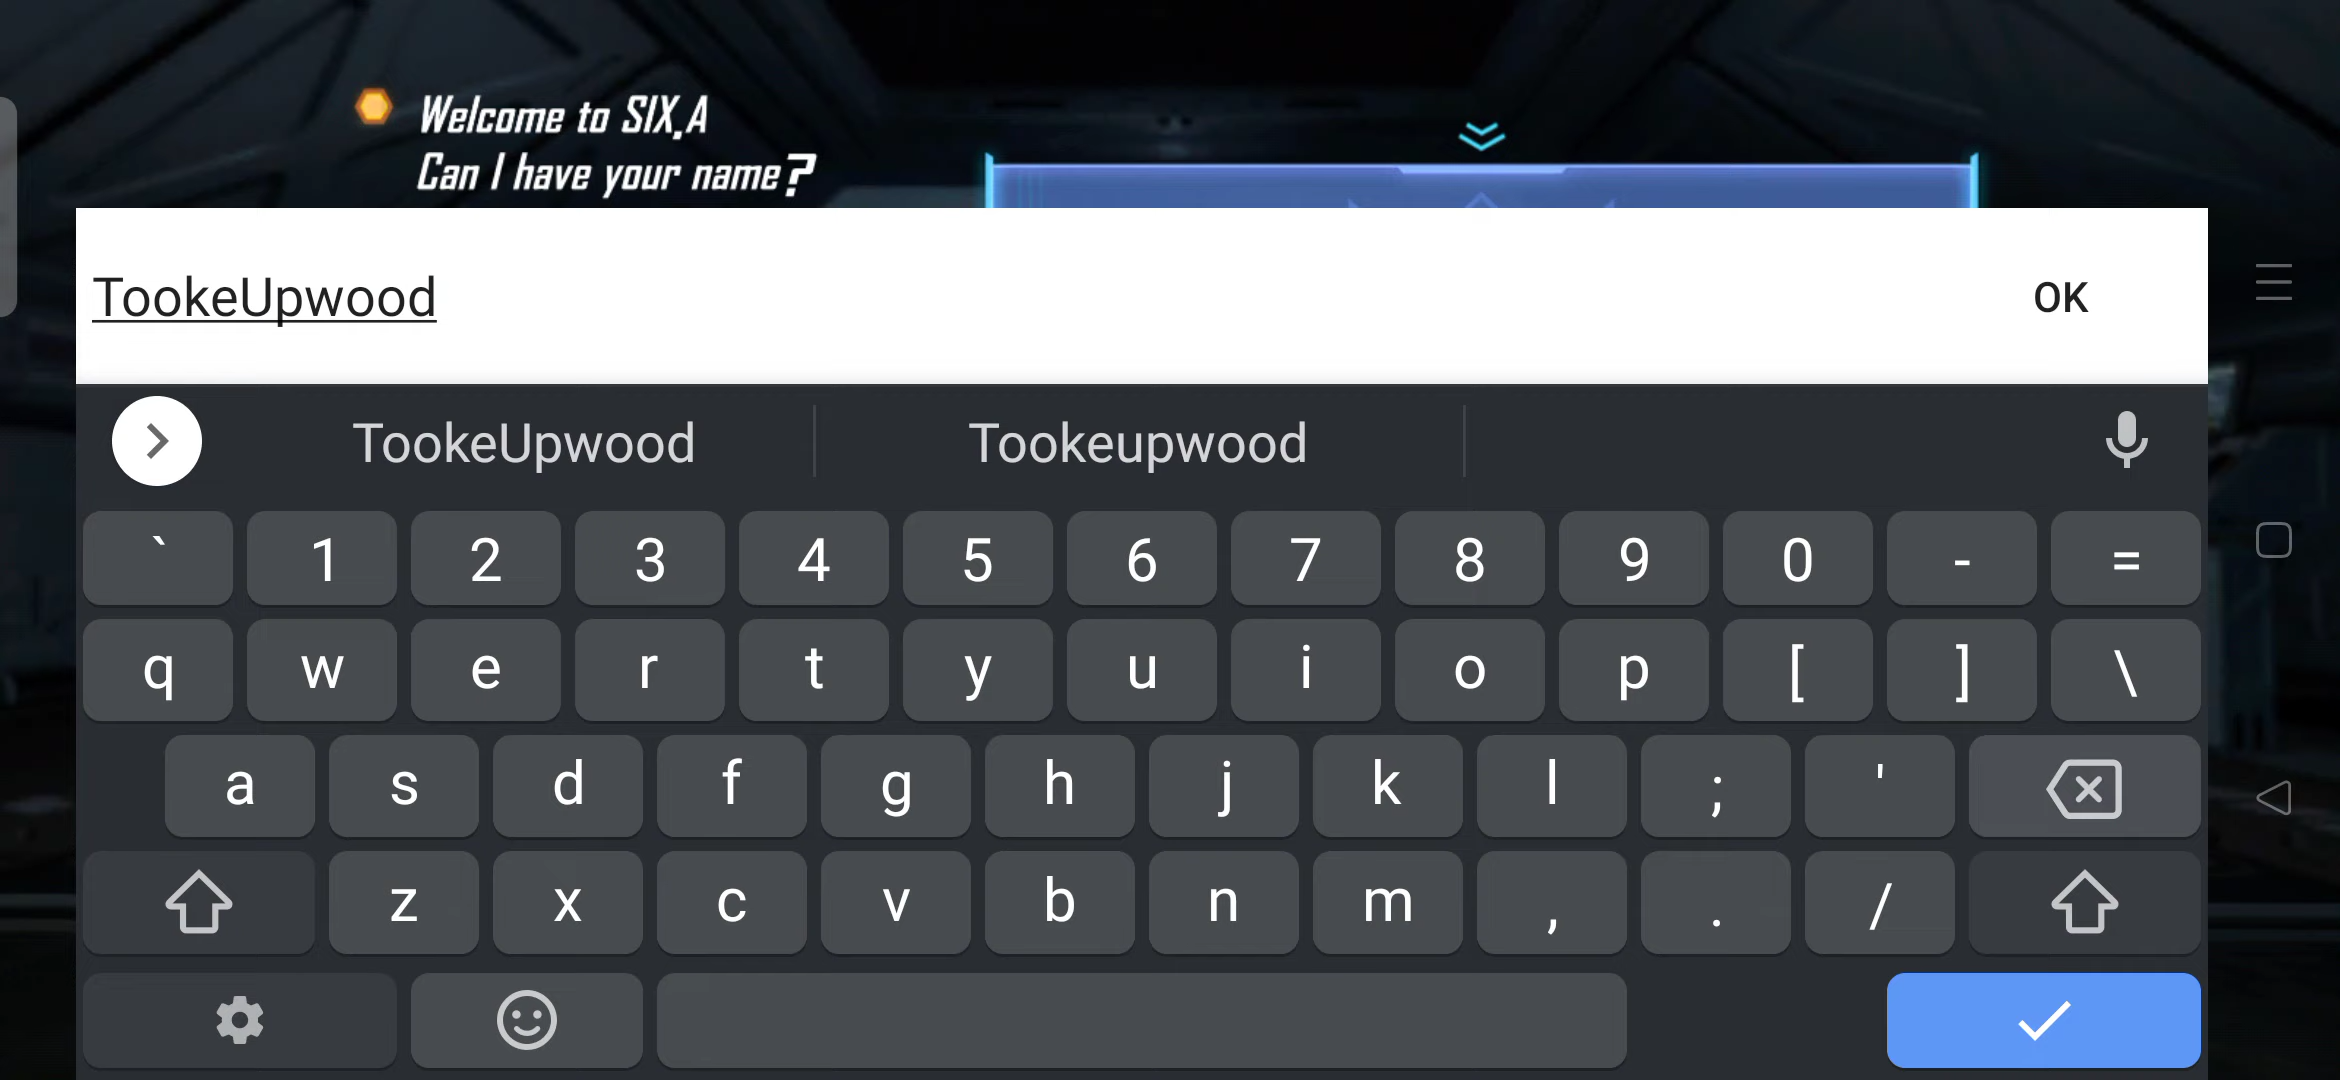 Welcome to SIX.A
Can I have your name?
TookeUpwood
OK
TookeUpwood Tookeupwood
` 1 2 3 4 5 6 7 8 9 0 - =
q w e r t y u i o p [ ] \
a s d f g h j k l ; '
z x c v b n m , . /